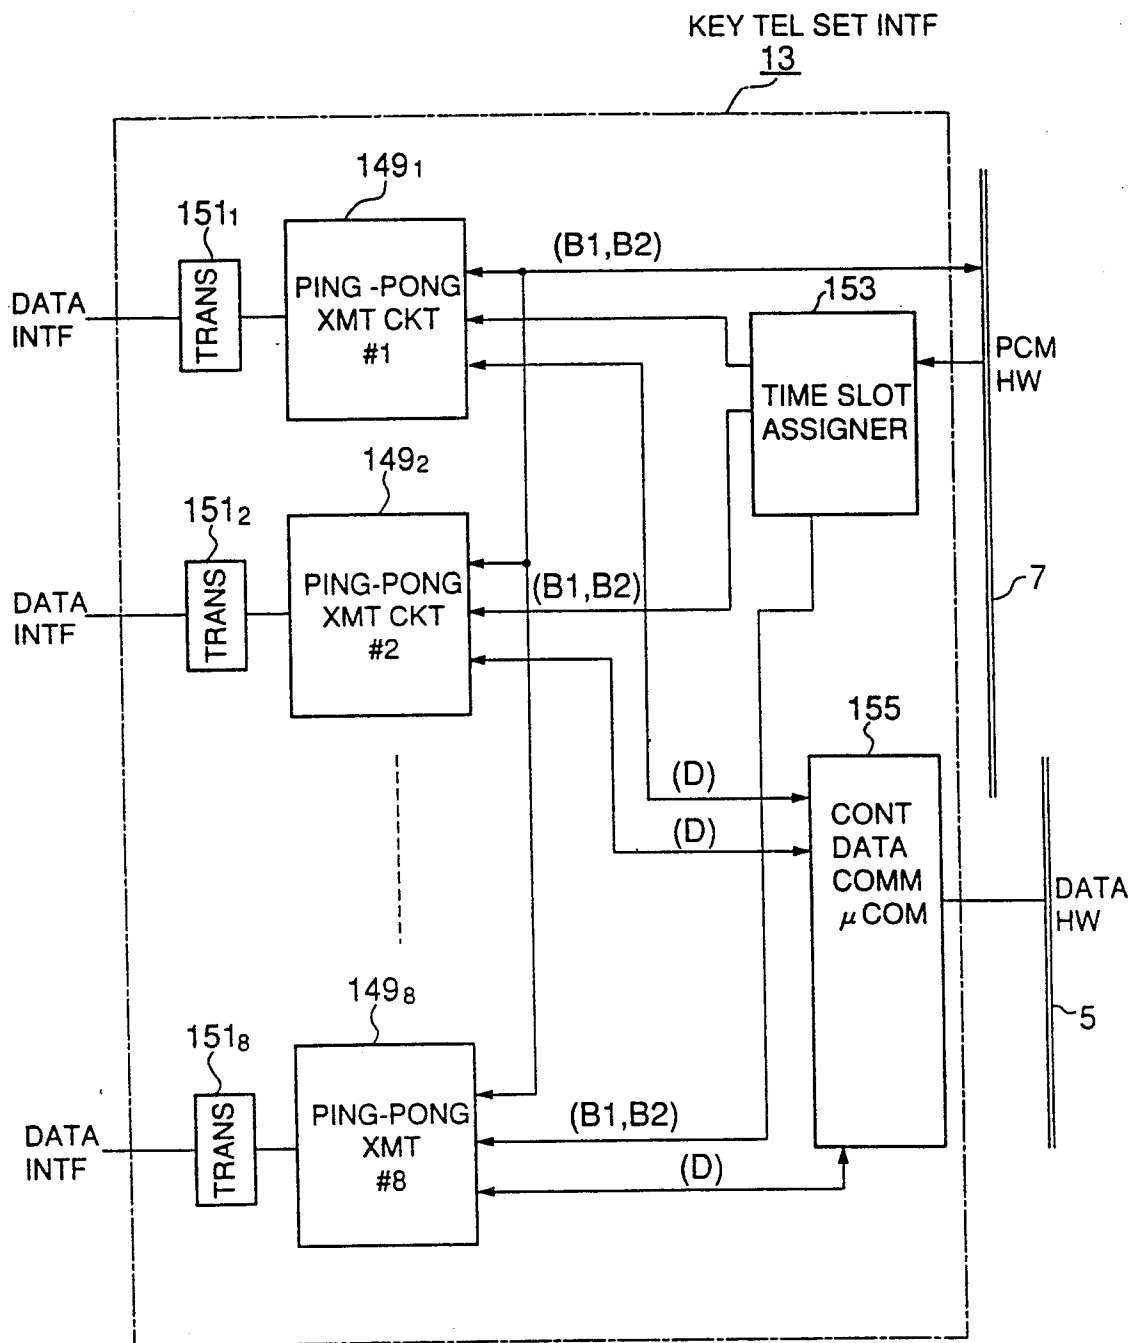 KEY TEL SET INTF
13
149₁
151₁
(B1,B2)
153
DATA
INTF
TRANS
PING -PONG
XMT CKT
#1
PCM
HW
TIME SLOT
ASSIGNER
149₂
151₂
7
DATA
INTF
TRANS
PING-PONG
XMT CKT
#2
(B1,B2)
155
(D)
(D)
CONT
DATA
COMM
μ COM
DATA
HW
149₈
151₈
5
DATA
INTF
TRANS
PING-PONG
XMT
#8
(B1,B2)
(D)